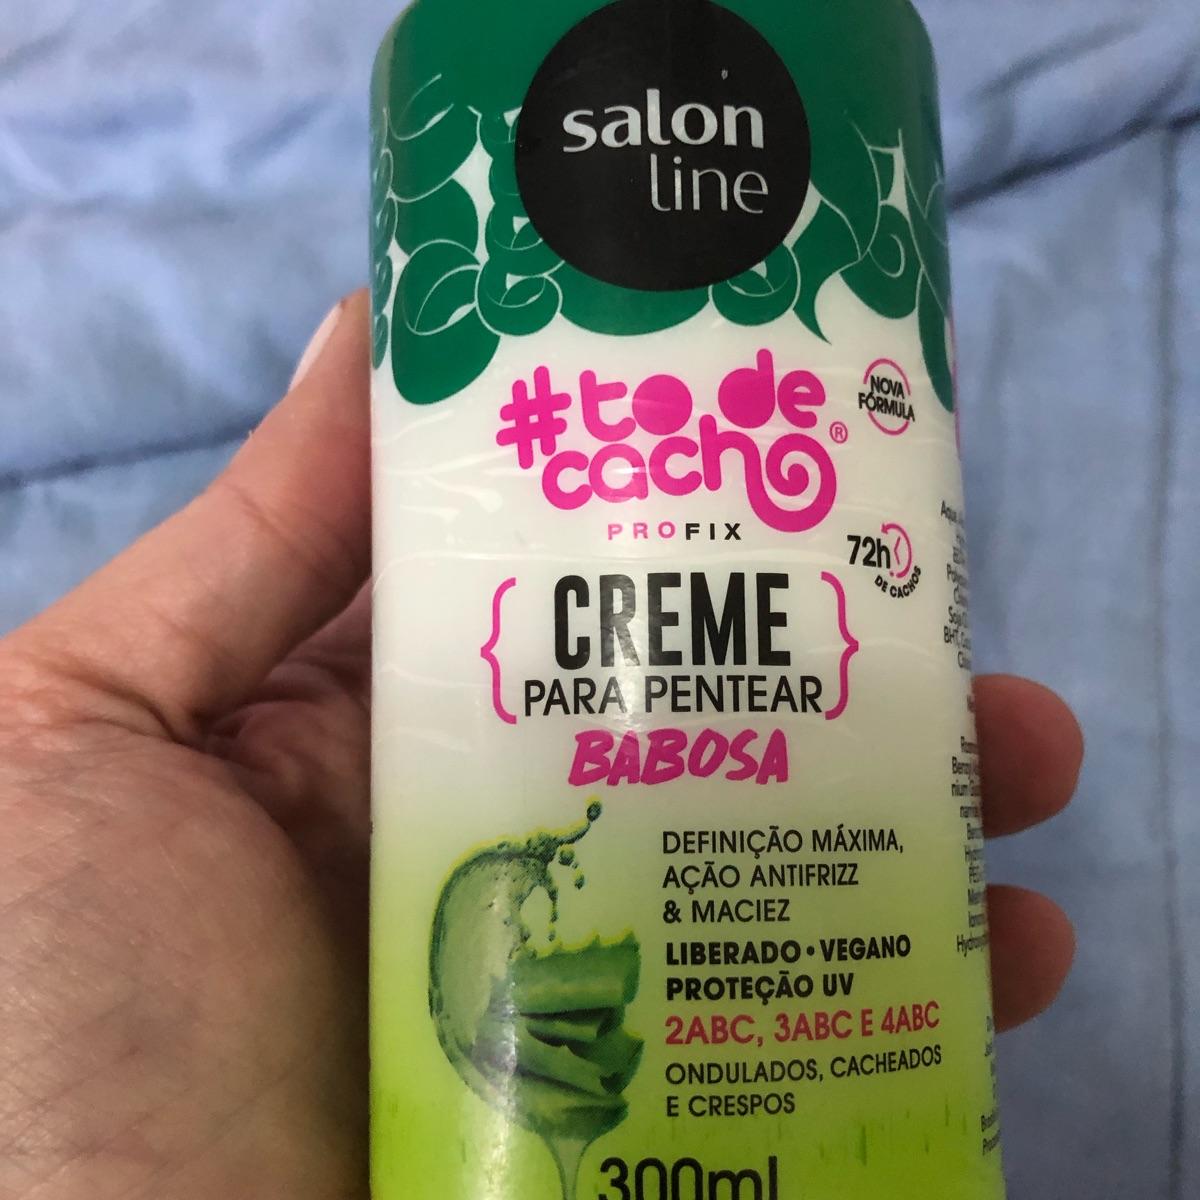 salon
line
#to de
cacho®
NOVA
FÓRMULA
PROFIX
72h
DE CACHOS
CREME
PARA PENTEAR
BABOSA
DEFINIÇÃO MÁXIMA,
AÇÃO ANTIFRIZZ
& MACIEZ
LIBERADO • VEGANO
PROTEÇÃO UV
2ABC, 3ABC E 4ABC
ONDULADOS, CACHEADOS
E CRESPOS
300ml
Aqua